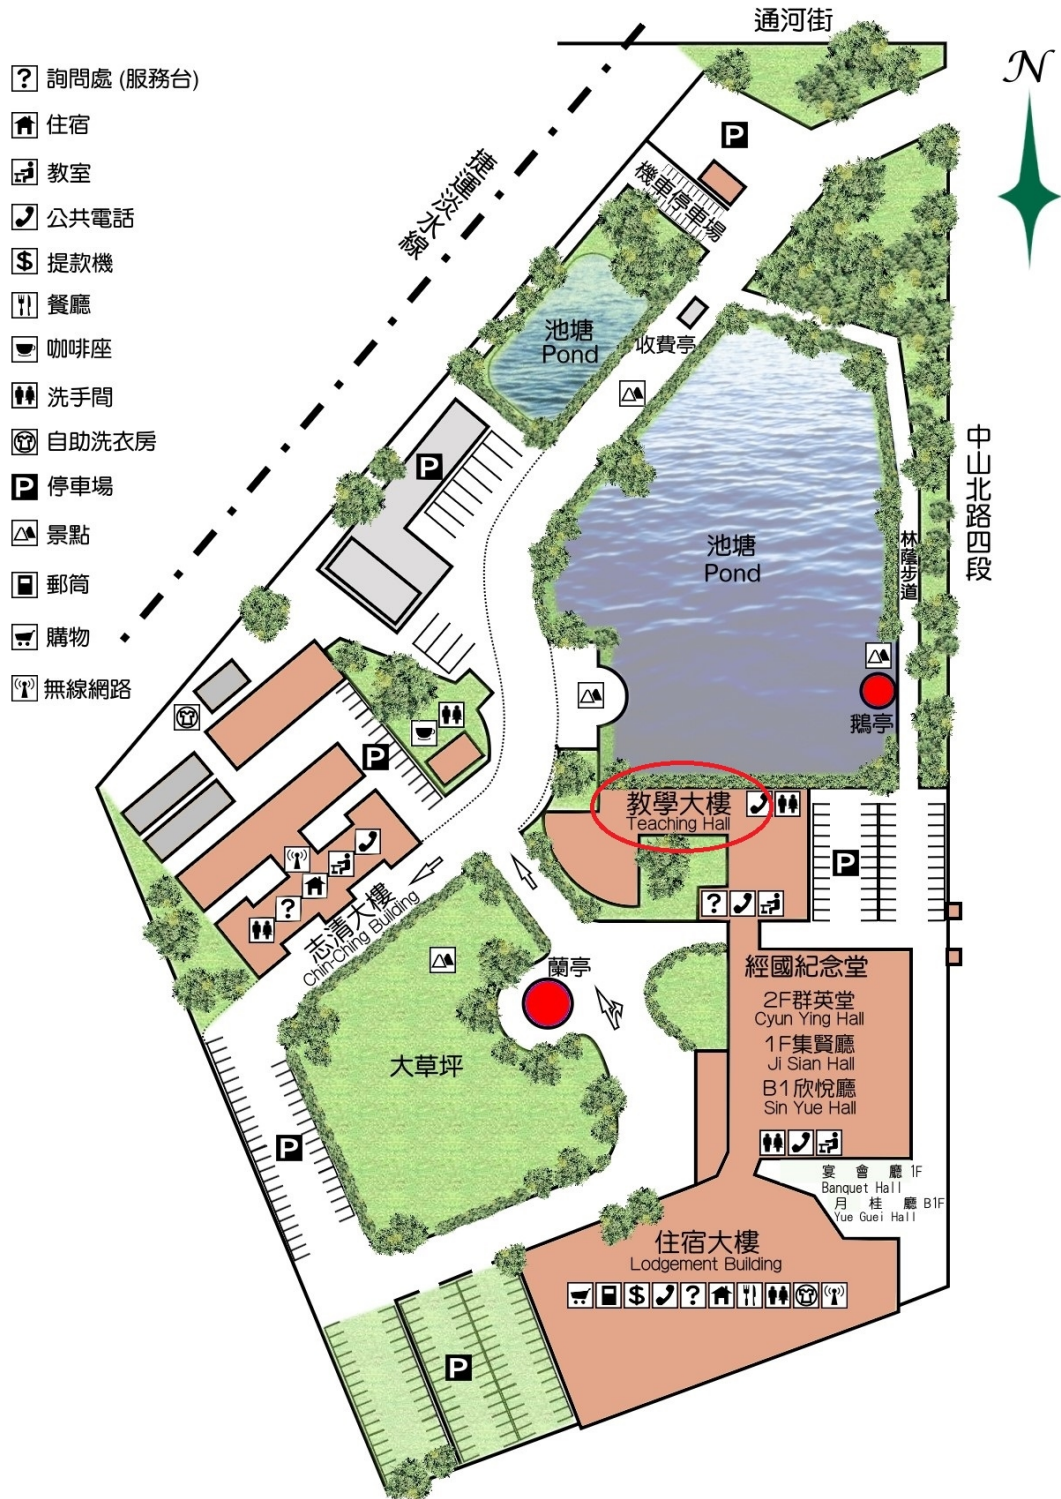 通河街
N
詢問處 (服務台)
住宿
教室
公共電話
提款機
餐廳
咖啡座
洗手間
自助洗衣房
停車場
景點
郵筒
購物
無線網路
捷運淡水線
P
機車停車場
池塘
Pond
收費亭
P
中山北路四段
池塘
Pond
林蔭步道
鵝亭
P
教學大樓
Teaching Hall
P
志清大樓
Chin-Ching Building
?
?
蘭亭
大草坪
經國紀念堂
2F群英堂
Cyun Ying Hall
1F集賢廳
Ji Sian Hall
B1欣悅廳
Sin Yue Hall
P
宴會廳 1F
Banquet Hall
月桂廳 B1F
Yue Guei Hall
住宿大樓
Lodgement Building
$ ?
P